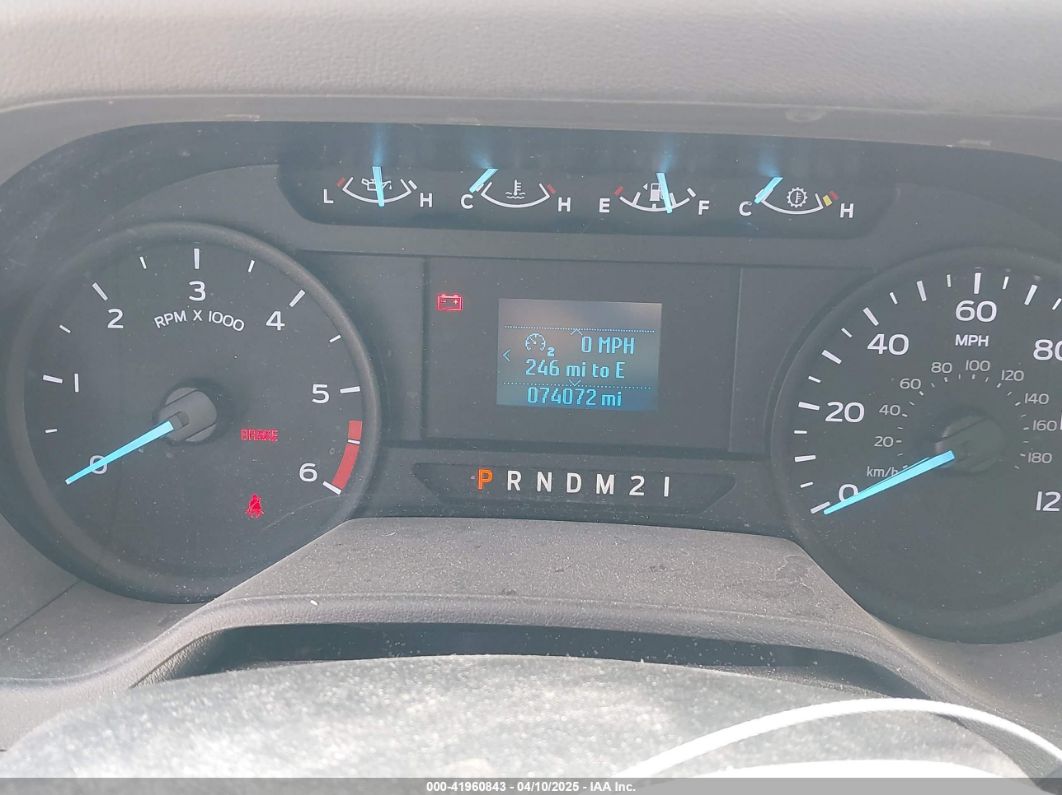 L H C H E F C H
3
2 4
RPM X 1000
1 5
0 6
BRAKE
2 0 MPH
246 mi to E
074072 mi
P R N D M 2 1
60
MPH
40 80
20
0 12
80 100 120
60 140
40 160
20 180
km/h
000-41960843 - 04/10/2025 - IAA Inc.